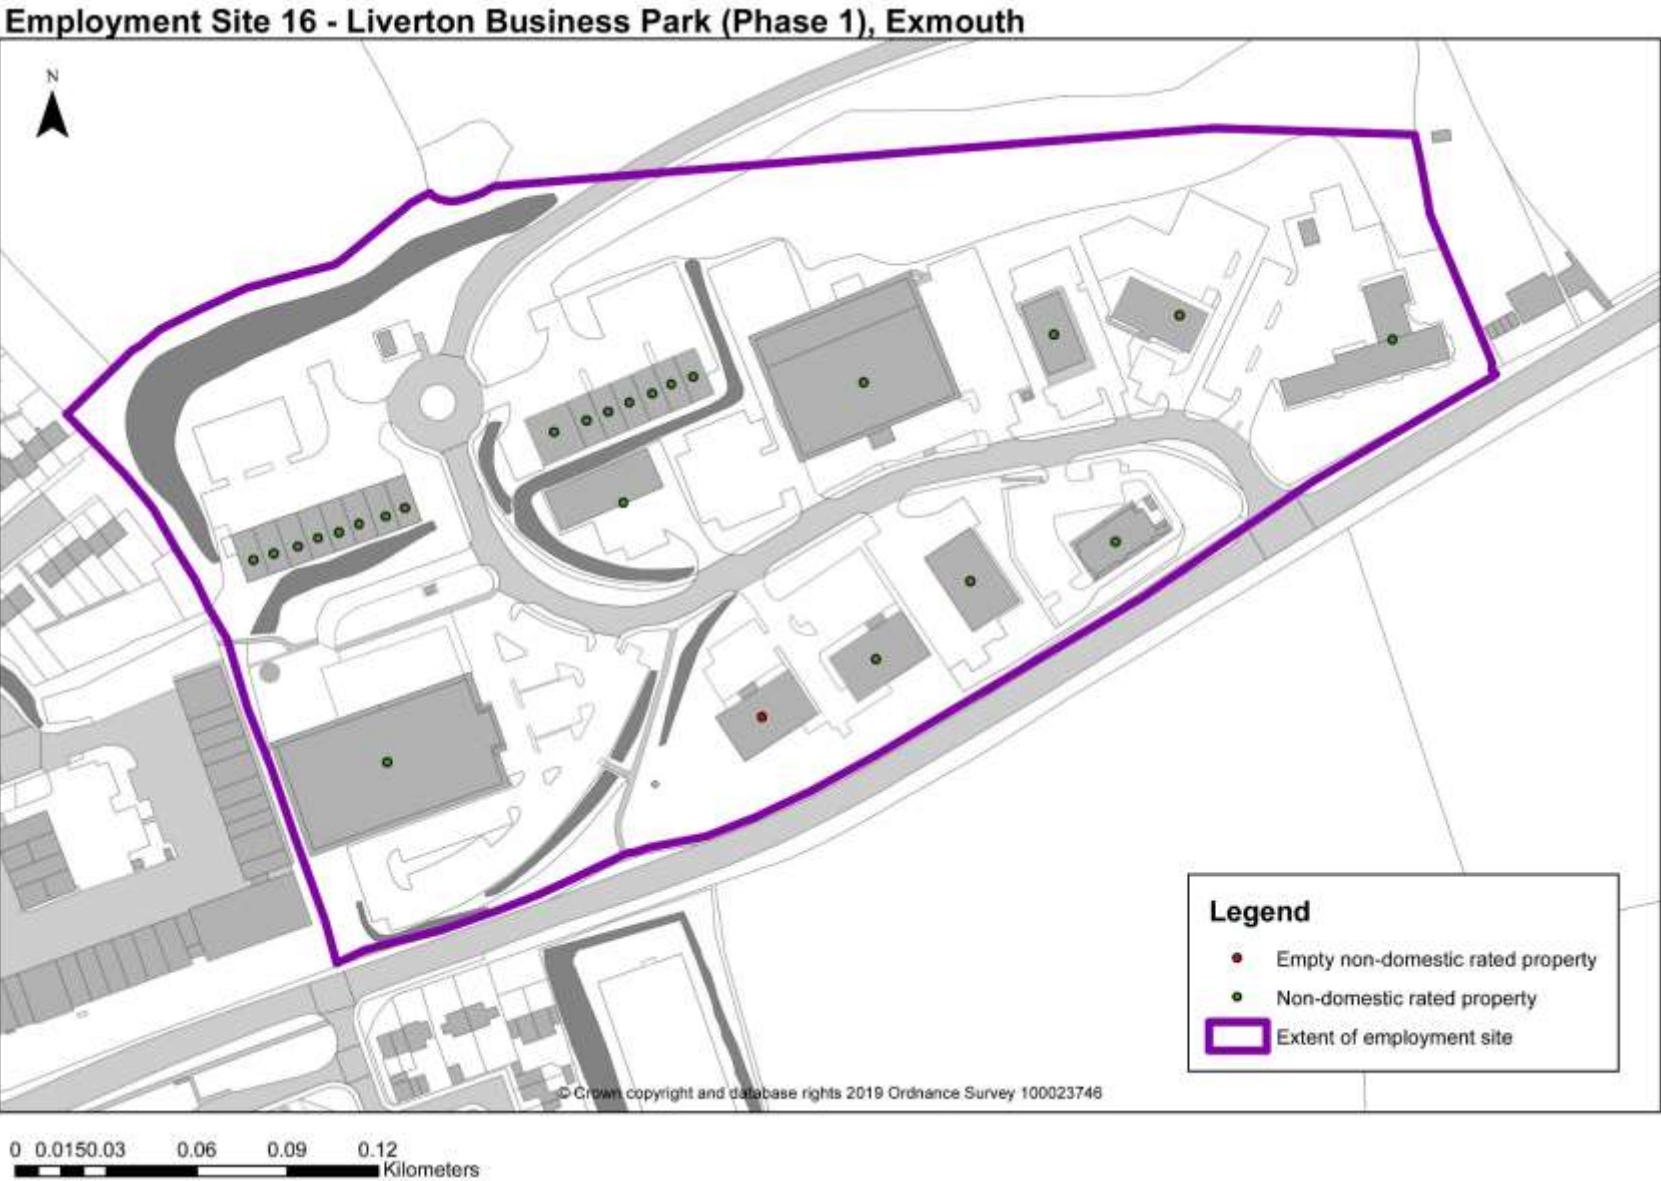 Employment Site 16 - Liverton Business Park (Phase 1), Exmouth
N
Legend
Empty non-domestic rated property
Non-domestic rated property
Extent of employment site
© Crown copyright and database rights 2019 Ordnance Survey 100023746
0 0.0150.03 0.06 0.09 0.12
Kilometers